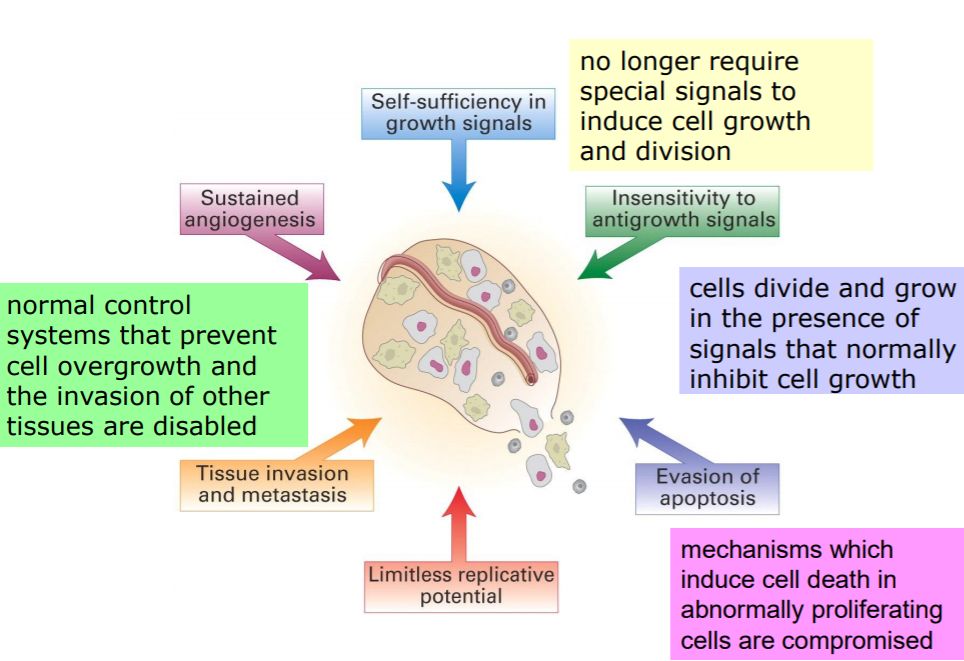 no longer require
special signals to
induce cell growth
and division
Self-sufficiency in
growth signals
Sustained
angiogenesis
Insensitivity to
antigrowth signals
cells divide and grow
in the presence of
signals that normally
inhibit cell growth
normal control
systems that prevent
cell overgrowth and
the invasion of other
tissues are disabled
Tissue invasion
and metastasis
Evasion of
apoptosis
Limitless replicative
potential
mechanisms which
induce cell death in
abnormally proliferating
cells are compromised